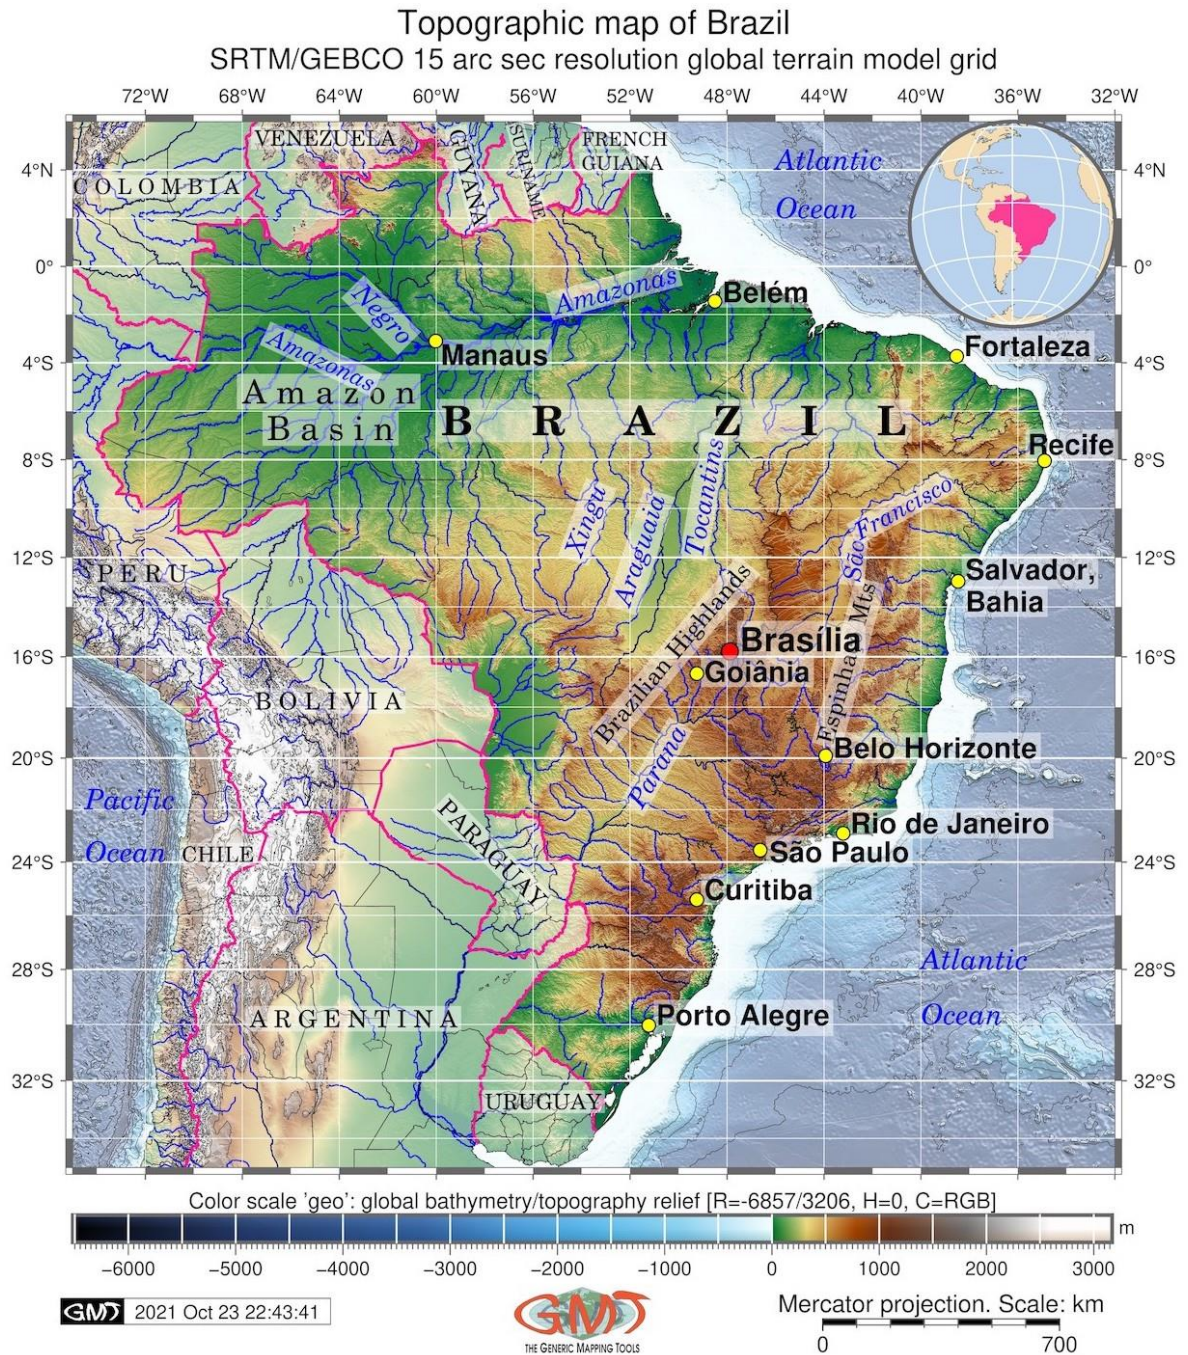 Topographic map of Brazil
SRTM/GEBCO 15 arc sec resolution global terrain model grid
72°W 68°W 64°W 60°W 56°W 52°W 48°W 44°W 40°W 36°W 32°W
VENEZUELA
GUYANA
SURINAME
FRENCH
GUIANA
Atlantic
Ocean
4°N
4°N
COLOMBIA
0°
0°
Negro
Amazonas
Belém
Amazonas
Manaus
Fortaleza
4°S
4°S
Amazon
Basin
BRAZIL
Recife
8°S
8°S
Xingu
Araguaia
Tocantins
São Francisco
12°S
12°S
PERU
Salvador,
Bahia
Brazilian Highlands
Espinhaço Mts
Brasília
16°S
16°S
Goiânia
BOLIVIA
Parana
Belo Horizonte
20°S
20°S
Pacific
Ocean
PARAGUAY
Rio de Janeiro
CHILE
São Paulo
24°S
24°S
Curitiba
Atlantic
Ocean
28°S
28°S
ARGENTINA
Porto Alegre
32°S
32°S
URUGUAY
Color scale 'geo': global bathymetry/topography relief [R=-6857/3206, H=0, C=RGB]
m
−6000 −5000 −4000 −3000 −2000 −1000 0 1000 2000 3000
GMT 2021 Oct 23 22:43:41
GMT
THE GENERIC MAPPING TOOLS
Mercator projection. Scale: km
0 700